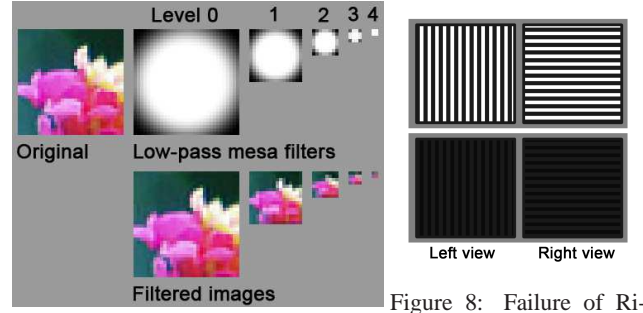 Level 0 1 2 3 4
Original Low-pass mesa filters
Filtered images
Left view Right view
Figure 8: Failure of Ri-